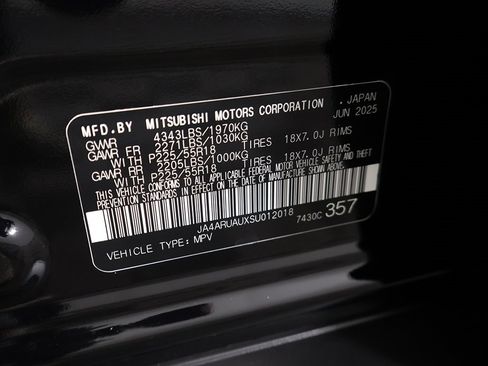 MFD.BY MITSUBISHI MOTORS CORPORATION , JAPAN
GVWR 4343LBS/1970KG JUN 2025
GAWR FR 2271LBS/1030KG
WITH P225/55R18 TIRES 18X7.0J RIMS
GAWR RR 2205LBS/1000KG
WITH P225/55R18 TIRES 18X7.0J RIMS
THIS VEHICLE CONFORMS TO ALL APPLICABLE FEDERAL MOTOR VEHICLE SAFETY AND
THEFT PREVENTION STANDARDS IN EFFECT ON THE DATE OF MANUFACTURE SHOWN ABOVE.
JA4ARUAUXSU012018
VEHICLE TYPE: MPV 7430C 357